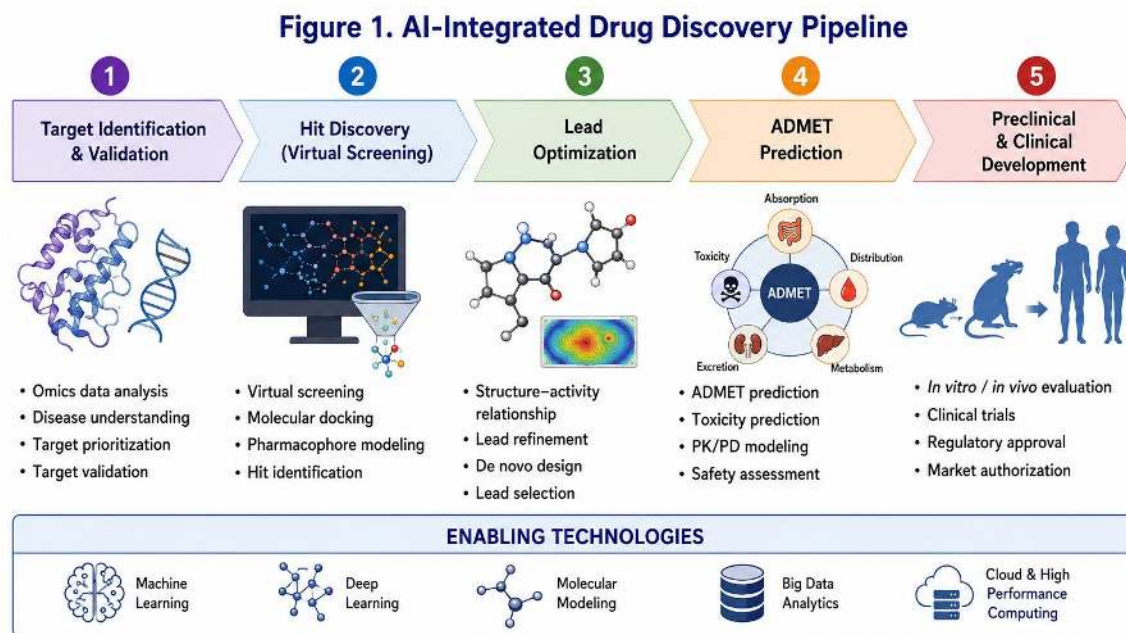 Figure 1. AI-Integrated Drug Discovery Pipeline
1
Target Identification
& Validation
2
Hit Discovery
(Virtual Screening)
3
Lead
Optimization
4
ADMET
Prediction
5
Preclinical
& Clinical
Development
Absorption
Toxicity
Distribution
ADMET
Excretion
Metabolism
• Omics data analysis
• Disease understanding
• Target prioritization
• Target validation
• Virtual screening
• Molecular docking
• Pharmacophore modeling
• Hit identification
• Structure–activity
relationship
• Lead refinement
• De novo design
• Lead selection
• ADMET prediction
• Toxicity prediction
• PK/PD modeling
• Safety assessment
• In vitro / in vivo evaluation
• Clinical trials
• Regulatory approval
• Market authorization
ENABLING TECHNOLOGIES
Machine
Learning
Deep
Learning
Molecular
Modeling
Big Data
Analytics
Cloud & High
Performance
Computing